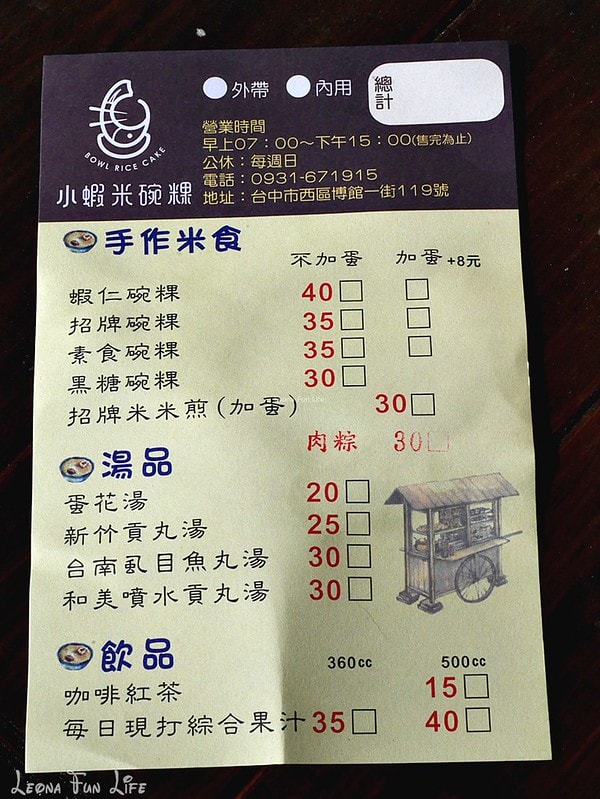 外帶 內用 總計
營業時間
早上07：00～下午15：00(售完為止)
公休：每週日
電話：0931-671915
地址：台中市西區博館一街119號
BOWL RICE CAKE
小蝦米碗粿
手作米食
不加蛋 加蛋+8元
蝦仁碗粿 40
招牌碗粿 35
素食碗粿 35
黑糖碗粿 30
招牌米米煎(加蛋) 30
肉粽 30
湯品
蛋花湯 20
新竹貢丸湯 25
台南虱目魚丸湯 30
和美噴水貢丸湯 30
飲品 360cc 500cc
咖啡紅茶 15
每日現打綜合果汁 35 40
Leona Fun Life